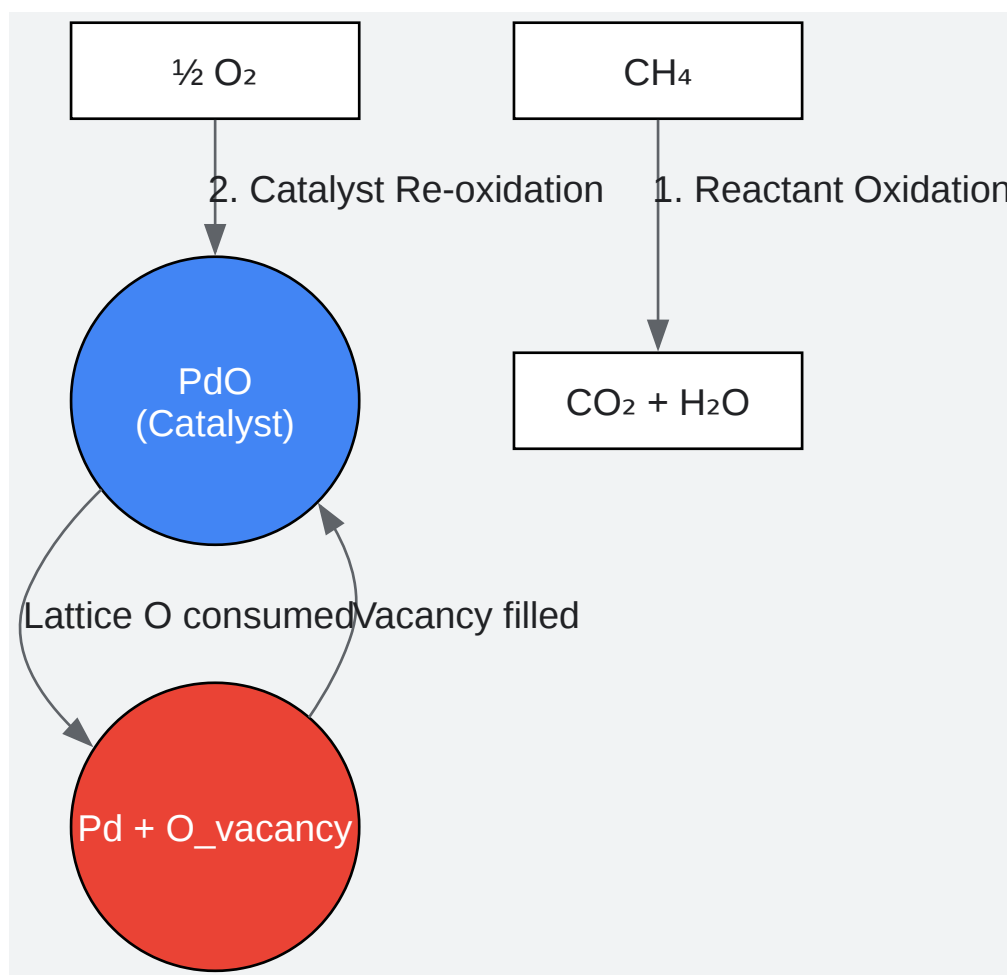 ½ O₂
CH₄
2. Catalyst Re-oxidation
1. Reactant Oxidation
PdO
(Catalyst)
CO₂ + H₂O
Lattice O consumed
Vacancy filled
Pd + O_vacancy